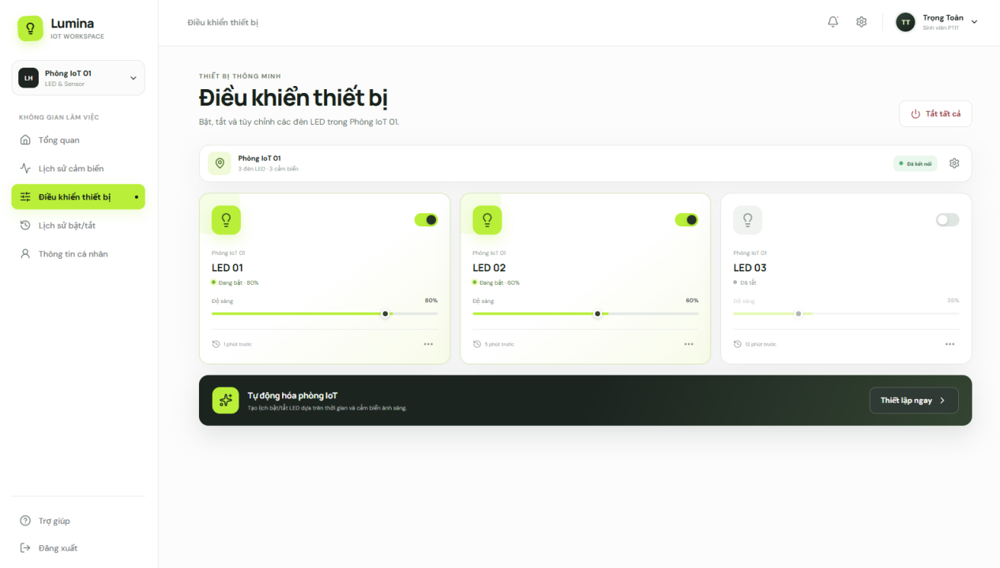 Lumina
IOT WORKSPACE
LH
Phòng IoT 01
LED & Sensor
KHÔNG GIAN LÀM VIỆC
Tổng quan
Lịch sử cảm biến
Điều khiển thiết bị
Lịch sử bật/tắt
Thông tin cá nhân
Trợ giúp
Đăng xuất
Điều khiển thiết bị
TT
Trọng Toàn
Sinh viên PTIT
THIẾT BỊ THÔNG MINH
Điều khiển thiết bị
Bật, tắt và tùy chỉnh các đèn LED trong Phòng IoT 01.
Tắt tất cả
Phòng IoT 01
3 đèn LED · 3 cảm biến
Đã kết nối
Phòng IoT 01
LED 01
Đang bật · 80%
Độ sáng
80%
1 phút trước
Phòng IoT 01
LED 02
Đang bật · 60%
Độ sáng
60%
5 phút trước
Phòng IoT 01
LED 03
Đã tắt
Độ sáng
35%
12 phút trước
Tự động hóa phòng IoT
Tạo lịch bật/tắt LED dựa trên thời gian và cảm biến ánh sáng.
Thiết lập ngay